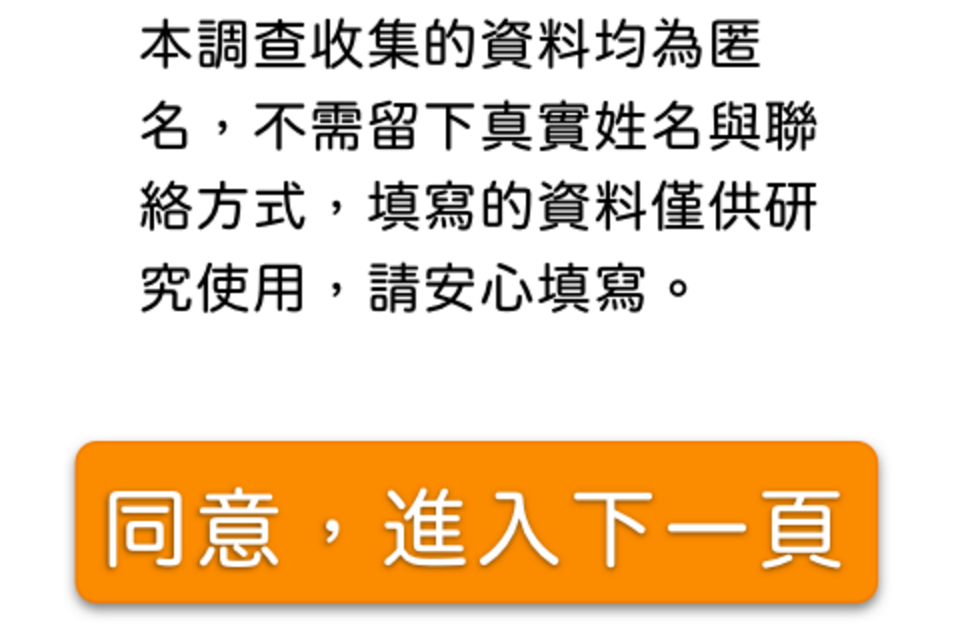 本調查收集的資料均為匿
名，不需留下真實姓名與聯
絡方式，填寫的資料僅供研
究使用，請安心填寫。
同意，進入下一頁